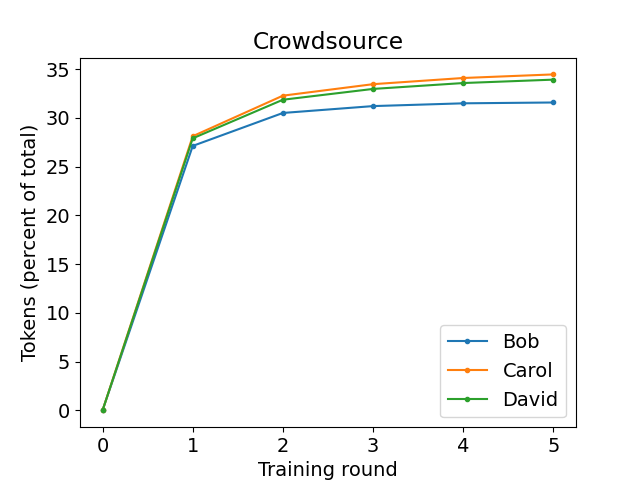 Crowdsource
Tokens (percent of total)
35
30
25
20
15
10
5
0
Bob
Carol
David
0 1 2 3 4 5
Training round